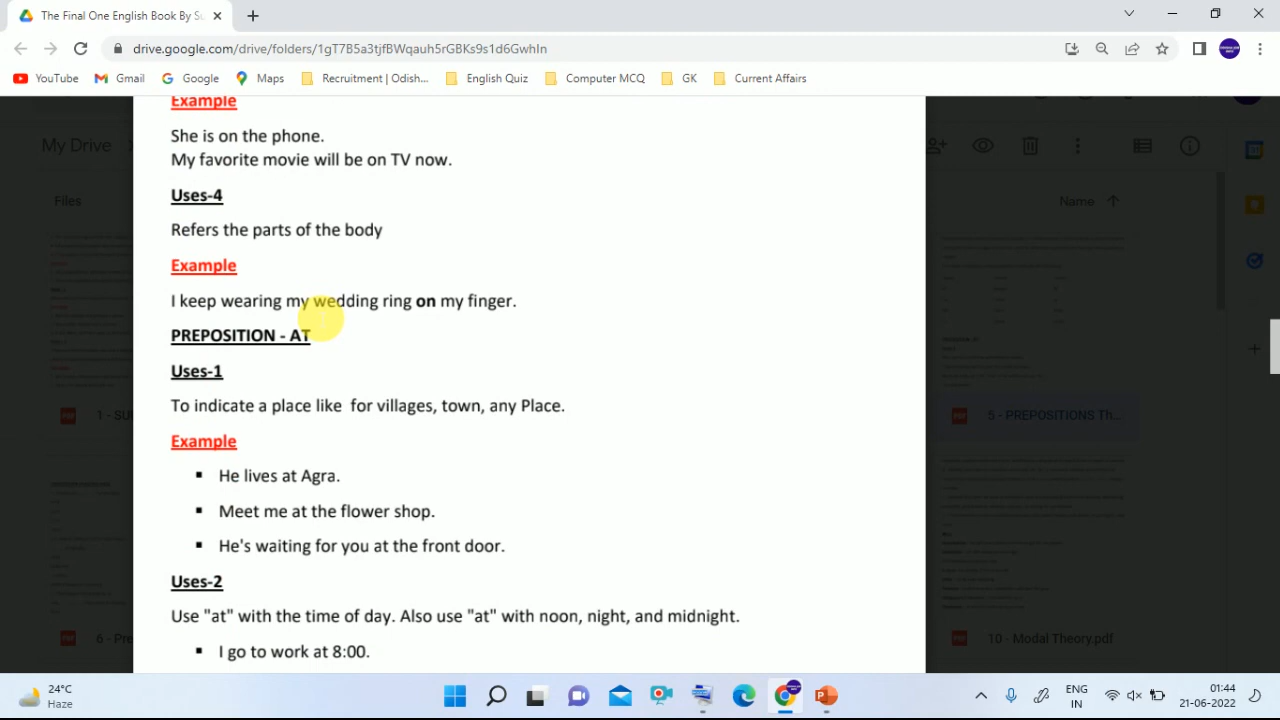 The Final One English Book By Su
drive.google.com/drive/folders/1gT7B5a3tjfBWqauh5rGBKs9s1d6GwhIn
YouTube Gmail Google Maps Recruitment | Odish... English Quiz Computer MCQ GK Current Affairs
My Drive
Files
Name
Example
She is on the phone.
My favorite movie will be on TV now.
Uses-4
Refers the parts of the body
Example
I keep wearing my wedding ring on my finger.
PREPOSITION - AT
Uses-1
To indicate a place like  for villages, town, any Place.
Example
▪ He lives at Agra.
▪ Meet me at the flower shop.
▪ He's waiting for you at the front door.
Uses-2
Use "at" with the time of day. Also use "at" with noon, night, and midnight.
▪ I go to work at 8:00.
1 - SU
5 - PREPOSITIONS Th...
6 - Pre
10 - Modal Theory.pdf
24°C
Haze
ENG
IN
01:44
21-06-2022